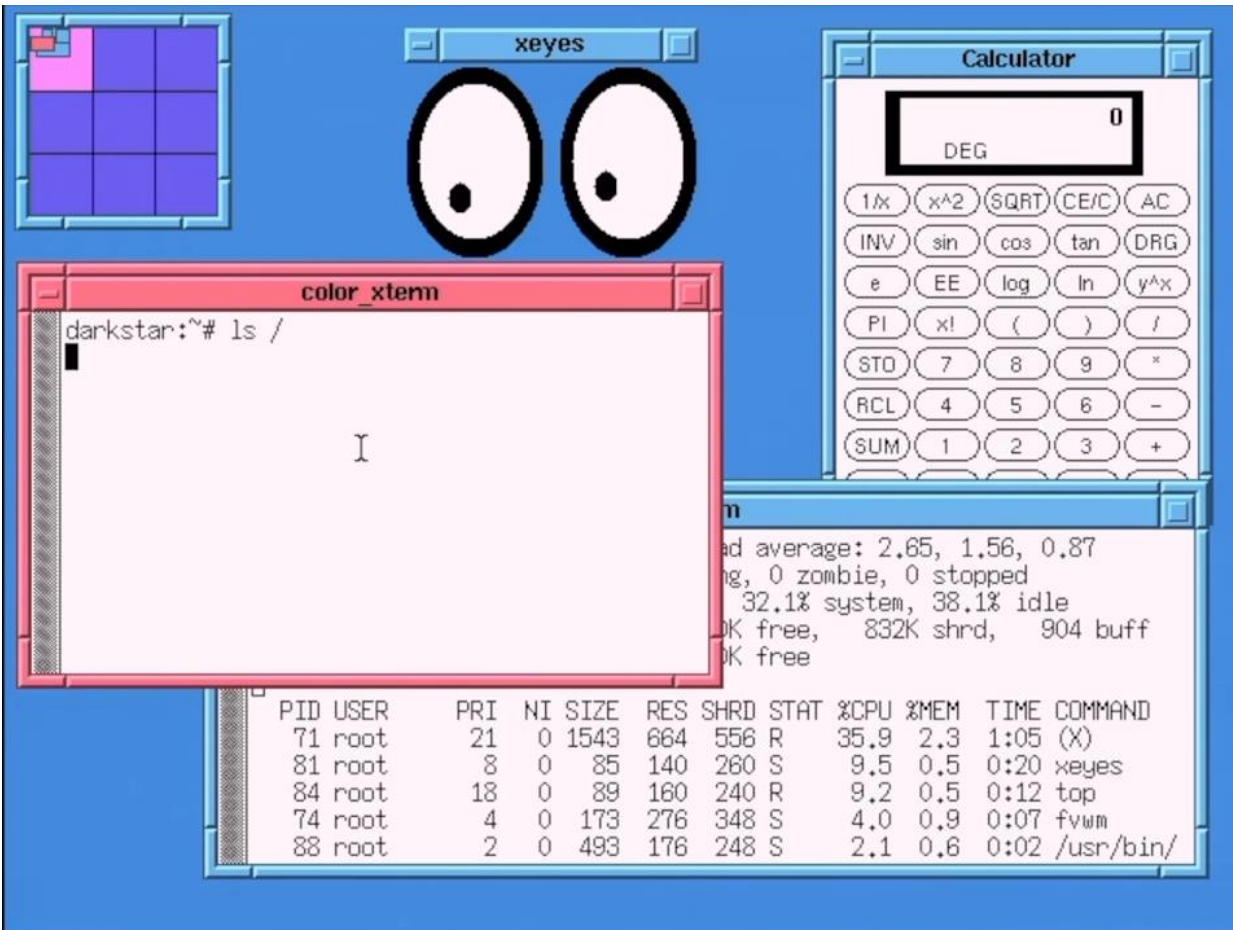 xeyes
Calculator
0
DEG
1/x x^2 SQRT CE/C AC
INV sin cos tan DRG
e EE log ln y^x
PI x! ( ) /
STO 7 8 9 *
RCL 4 5 6 -
SUM 1 2 3 +
color_xterm
darkstar:~# ls /
m
ad average: 2.65, 1.56, 0.87
ng, 0 zombie, 0 stopped
32.1% system, 38.1% idle
K free, 832K shrd, 904 buff
K free
PID USER PRI NI SIZE RES SHRD STAT %CPU %MEM TIME COMMAND
71 root 21 0 1543 664 556 R 35.9 2.3 1:05 (X)
81 root 8 0 85 140 260 S 9.5 0.5 0:20 xeyes
84 root 18 0 89 160 240 R 9.2 0.5 0:12 top
74 root 4 0 173 276 348 S 4.0 0.9 0:07 fvwm
88 root 2 0 493 176 248 S 2.1 0.6 0:02 /usr/bin/